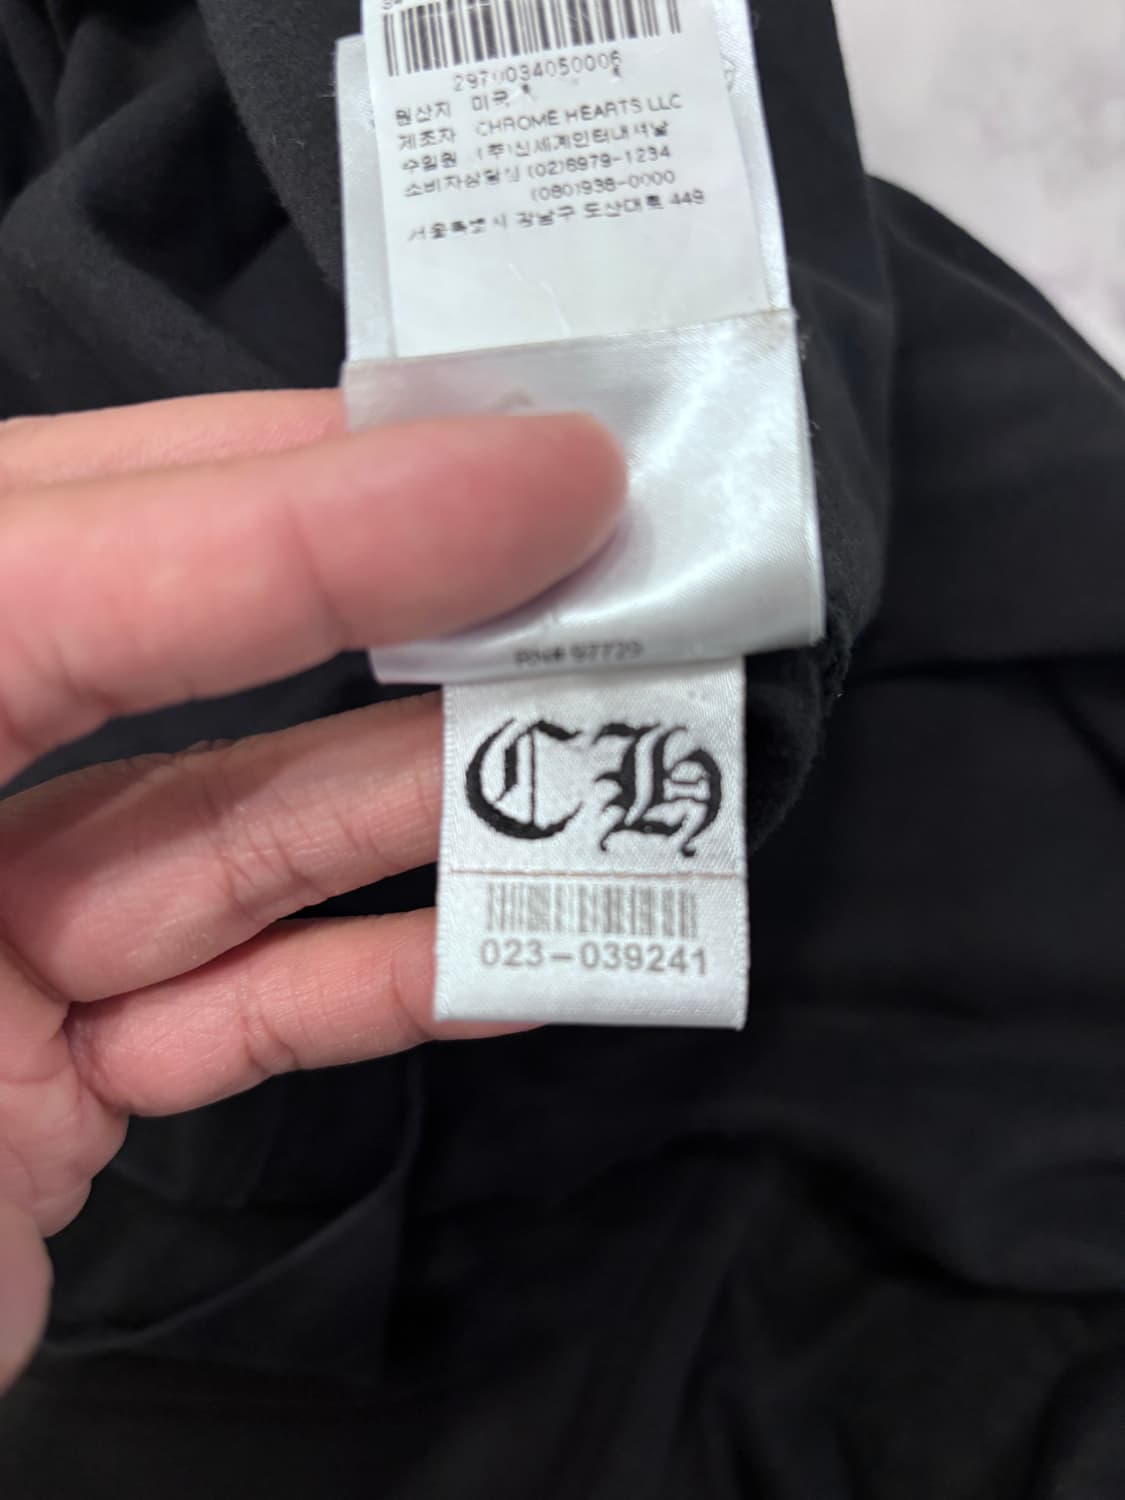 2970034050006
원산지 미국
제조자 CHROME HEARTS LLC
수입원 (주)신세계인터내셔날
소비자상담실 (02)6979-1234
(080)938-0000
서울특별시 강남구 도산대로 449
RN# 97729
CH
023-039241